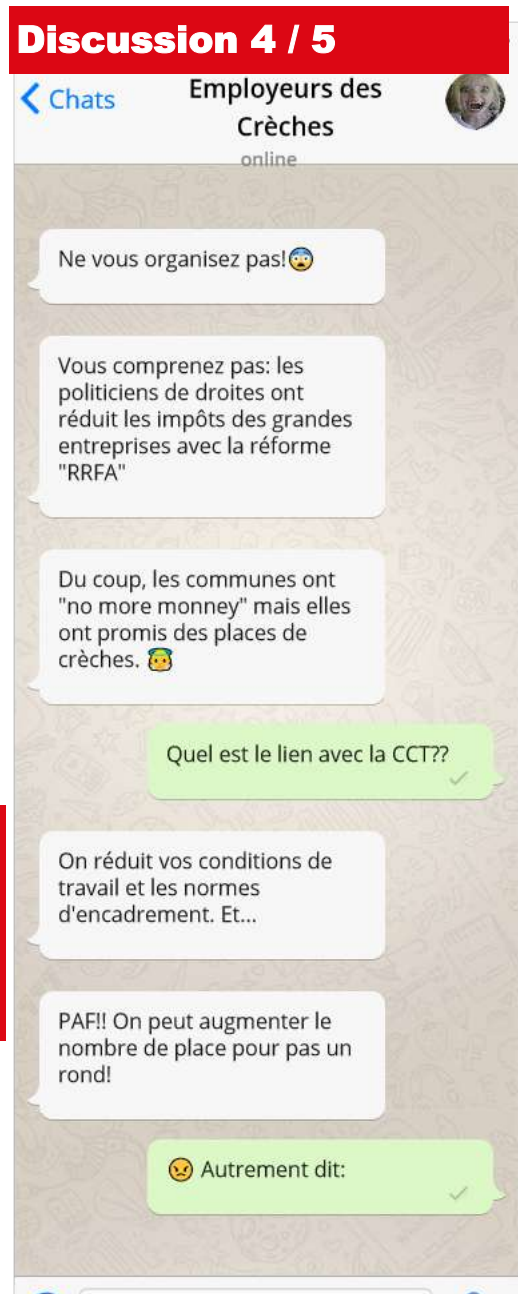 Discussion 4 / 5
Chats
Employeurs des
Crèches
online
Ne vous organisez pas!😨
Vous comprenez pas: les
politiciens de droites ont
réduit les impôts des grandes
entreprises avec la réforme
"RRFA"
Du coup, les communes ont
"no more monney" mais elles
ont promis des places de
crèches. 😇
Quel est le lien avec la CCT??
On réduit vos conditions de
travail et les normes
d'encadrement. Et...
PAF!! On peut augmenter le
nombre de place pour pas un
rond!
😠 Autrement dit: